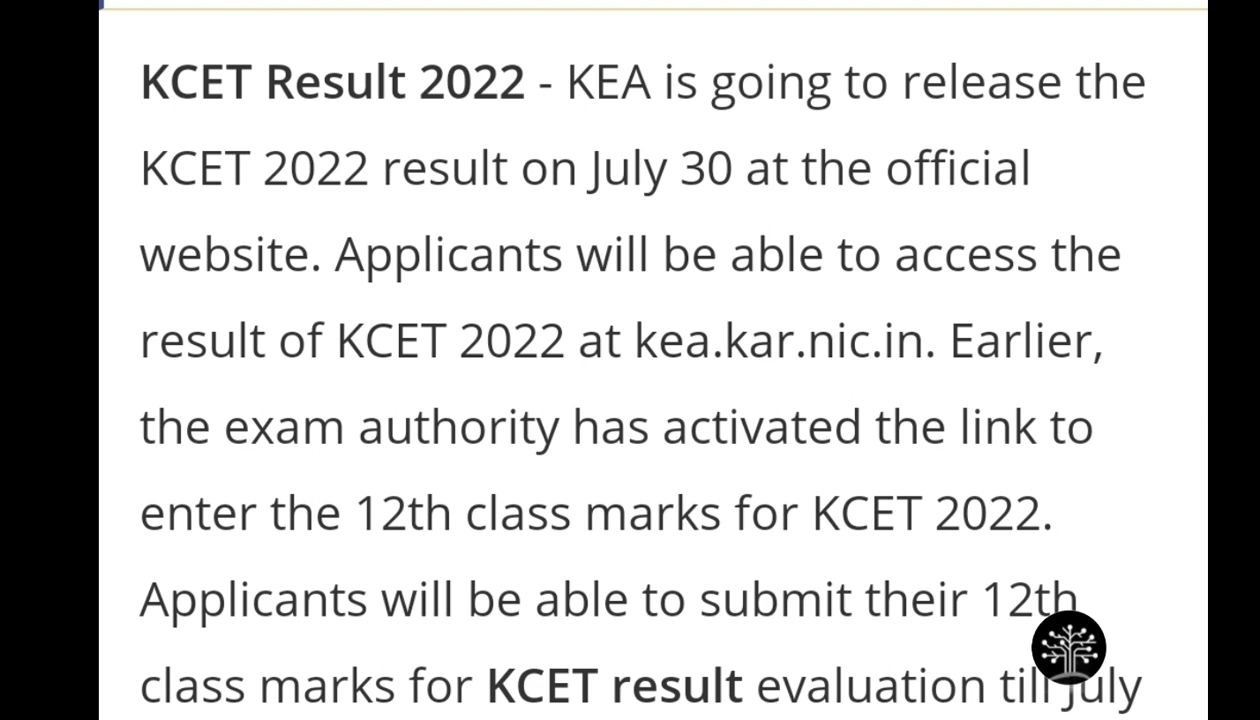 KCET Result 2022 - KEA is going to release the
KCET 2022 result on July 30 at the official
website. Applicants will be able to access the
result of KCET 2022 at kea.kar.nic.in. Earlier,
the exam authority has activated the link to
enter the 12th class marks for KCET 2022.
Applicants will be able to submit their 12th
class marks for KCET result evaluation till July